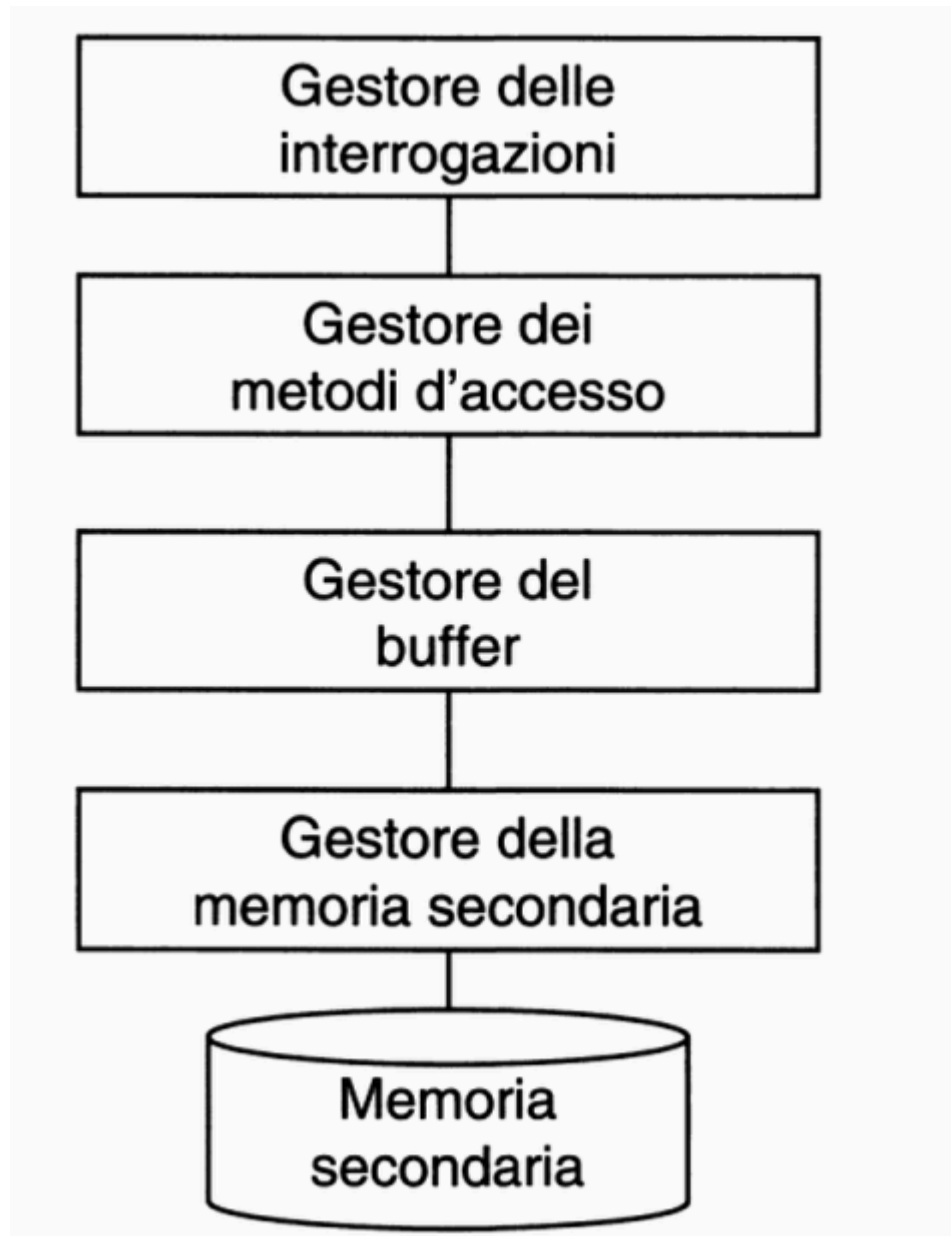 Gestore delle
interrogazioni
Gestore dei
metodi d'accesso
Gestore del
buffer
Gestore della
memoria secondaria
Memoria
secondaria